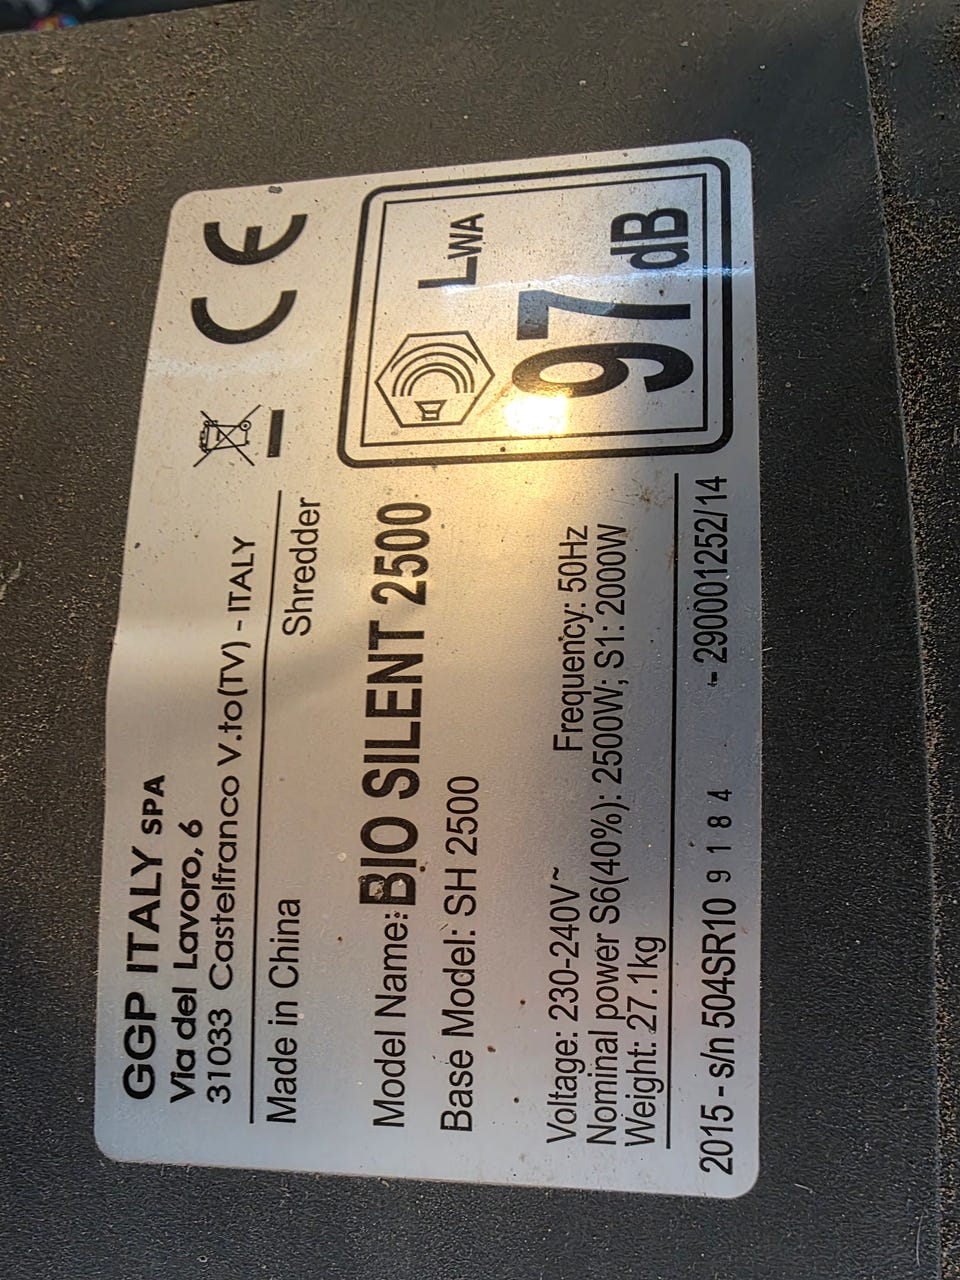 GGP ITALY SPA
Via del Lavoro, 6
31033 Castelfranco V.to(TV) - ITALY
CE
Made in China
Shredder
Model Name: BIO SILENT 2500
Base Model: SH 2500
LWA
97 dB
Voltage: 230-240V~
Frequency: 50Hz
Nominal power S6(40%): 2500W; S1: 2000W
Weight: 27.1kg
2015 - s/n 504SR10 9 1 8 4 - 290001252/14